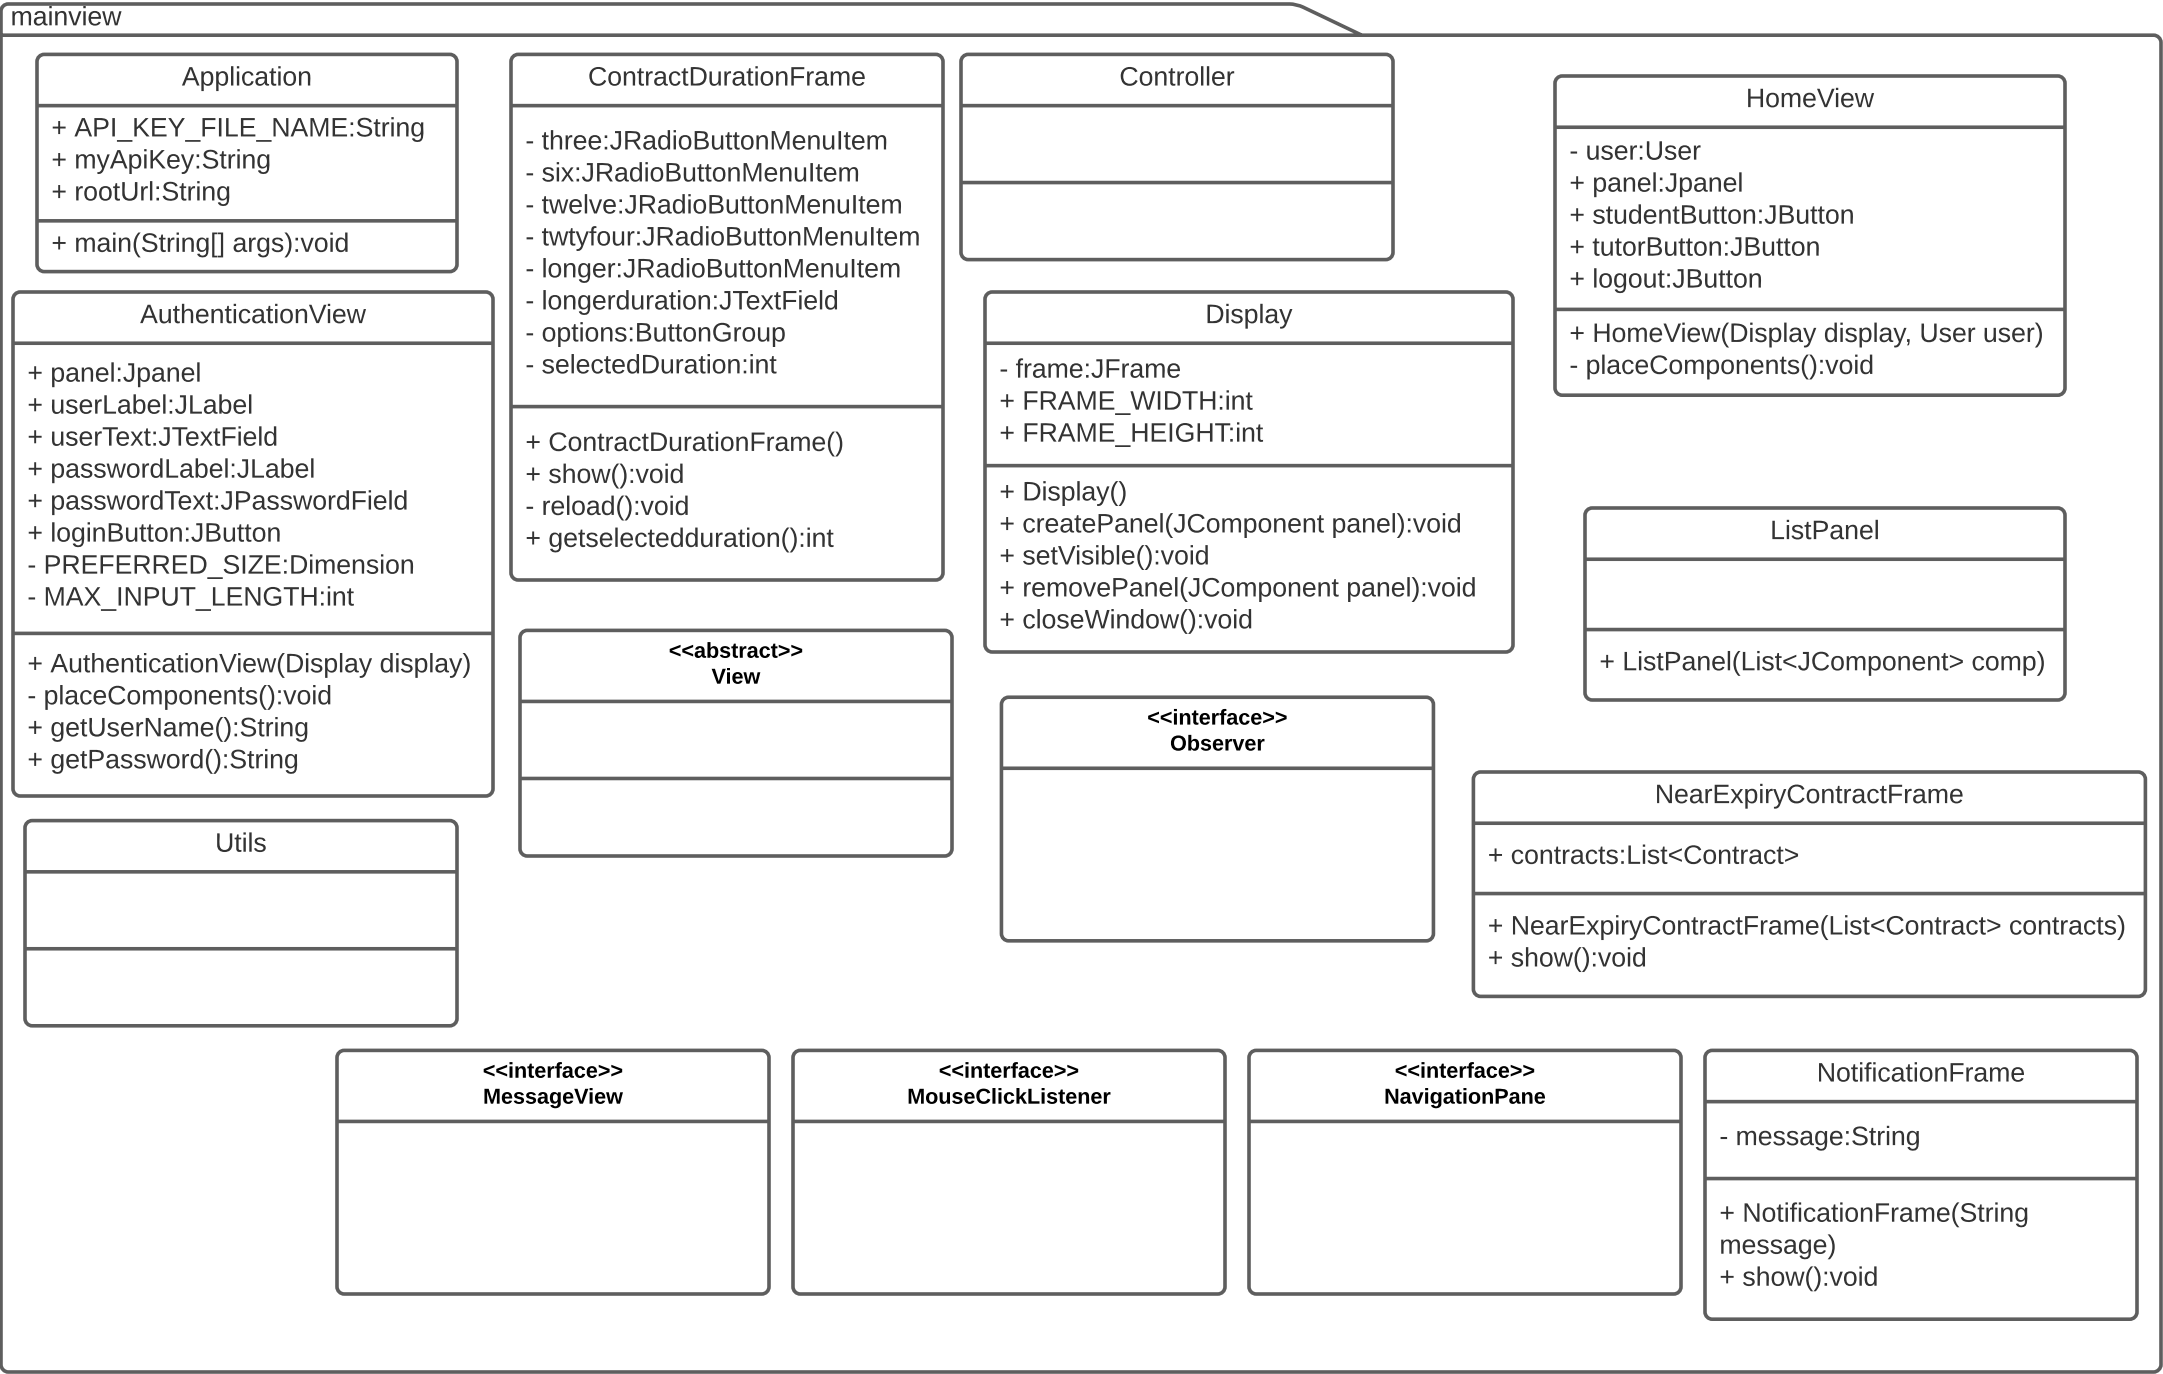 mainview
Application
+ API_KEY_FILE_NAME:String
+ myApiKey:String
+ rootUrl:String
+ main(String[] args):void
ContractDurationFrame
- three:JRadioButtonMenuItem
- six:JRadioButtonMenuItem
- twelve:JRadioButtonMenuItem
- twtyfour:JRadioButtonMenuItem
- longer:JRadioButtonMenuItem
- longerduration:JTextField
- options:ButtonGroup
- selectedDuration:int
+ ContractDurationFrame()
+ show():void
- reload():void
+ getselectedduration():int
Controller
HomeView
- user:User
+ panel:Jpanel
+ studentButton:JButton
+ tutorButton:JButton
+ logout:JButton
+ HomeView(Display display, User user)
- placeComponents():void
AuthenticationView
+ panel:Jpanel
+ userLabel:JLabel
+ userText:JTextField
+ passwordLabel:JLabel
+ passwordText:JPasswordField
+ loginButton:JButton
- PREFERRED_SIZE:Dimension
- MAX_INPUT_LENGTH:int
+ AuthenticationView(Display display)
- placeComponents():void
+ getUserName():String
+ getPassword():String
Display
- frame:JFrame
+ FRAME_WIDTH:int
+ FRAME_HEIGHT:int
+ Display()
+ createPanel(JComponent panel):void
+ setVisible():void
+ removePanel(JComponent panel):void
+ closeWindow():void
ListPanel
+ ListPanel(List<JComponent> comp)
<<abstract>>
View
<<interface>>
Observer
NearExpiryContractFrame
+ contracts:List<Contract>
+ NearExpiryContractFrame(List<Contract> contracts)
+ show():void
Utils
<<interface>>
MessageView
<<interface>>
MouseClickListener
<<interface>>
NavigationPane
NotificationFrame
- message:String
+ NotificationFrame(String
message)
+ show():void